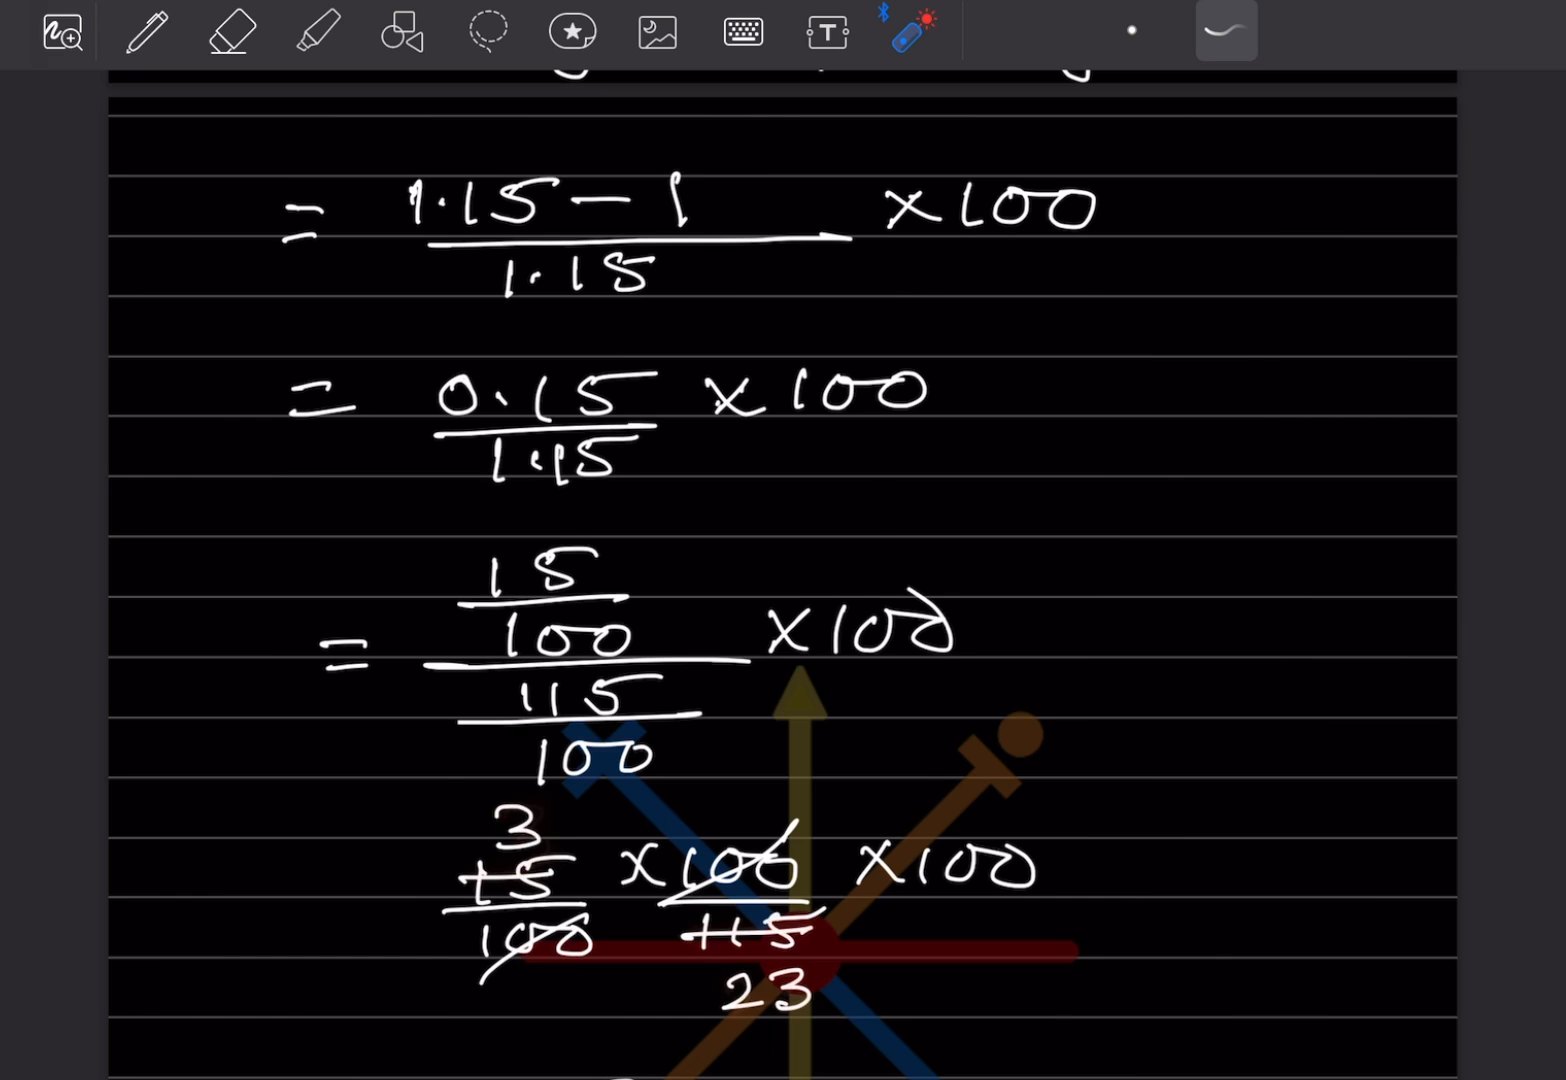 = 1.15 - 1 / 1.15 × 100
= 0.15 / 1.15 × 100
= 15/100 / 115/100 × 100
3
15/100 × 100/115 × 100
23